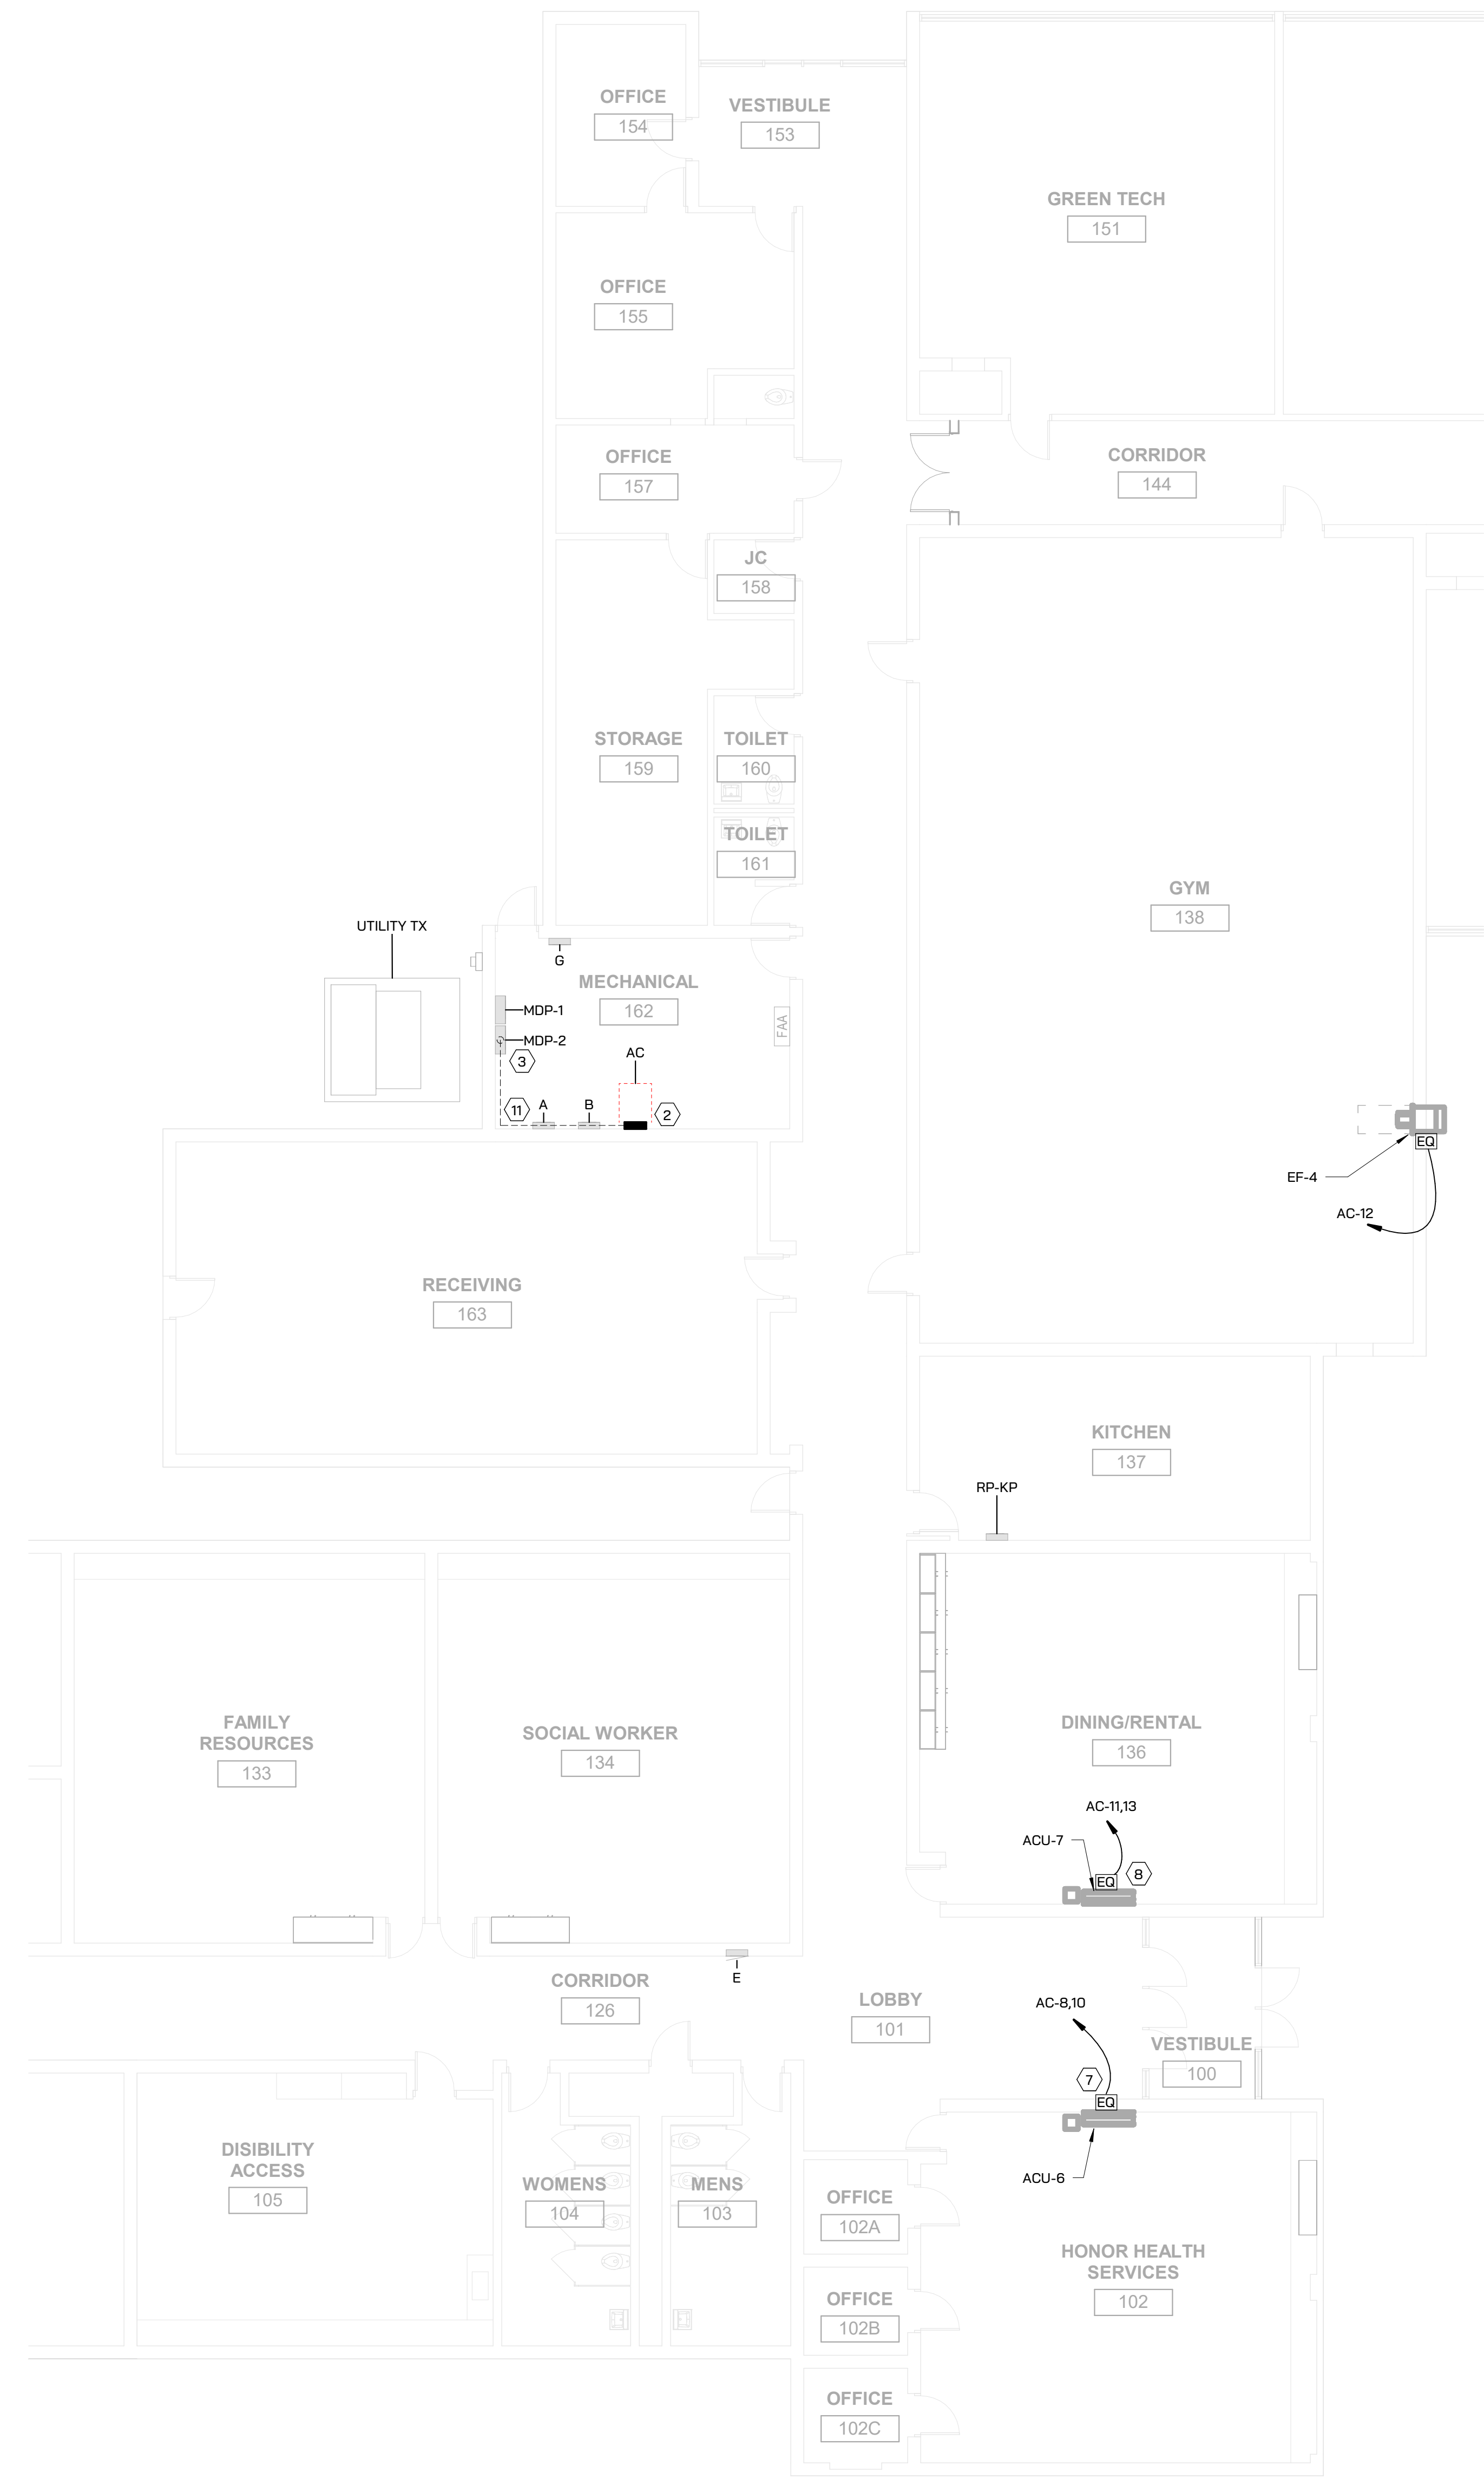 OFFICE
154
VESTIBULE
153
GREEN TECH
151
OFFICE
155
OFFICE
157
CORRIDOR
144
JC
158
STORAGE
159
TOILET
160
TOILET
161
GYM
138
UTILITY TX
G
MECHANICAL
162
MDP-1
MDP-2
3
FAA
AC
11
A
B
2
EQ
EF-4
AC-12
RECEIVING
163
KITCHEN
137
RP-KP
FAMILY
RESOURCES
133
SOCIAL WORKER
134
DINING/RENTAL
136
AC-11,13
ACU-7
EQ
8
E
CORRIDOR
126
LOBBY
101
AC-8,10
VESTIBULE
100
7
EQ
ACU-6
DISIBILITY
ACCESS
105
WOMENS
104
MENS
103
OFFICE
102A
HONOR HEALTH
SERVICES
102
OFFICE
102B
OFFICE
102C